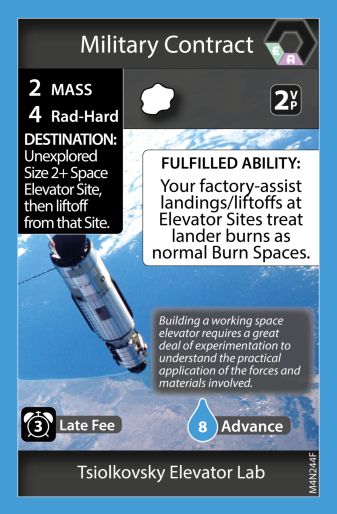 Military Contract
E
A
2 MASS
4 Rad-Hard
2 VP
DESTINATION:
Unexplored
Size 2+ Space
Elevator Site,
then liftoff
from that Site.
FULFILLED ABILITY:
Your factory-assist
landings/liftoffs at
Elevator Sites treat
lander burns as
normal Burn Spaces.
Building a working space
elevator requires a great
deal of experimentation to
understand the practical
application of the forces and
materials involved.
3 Late Fee
8 Advance
Tsiolkovsky Elevator Lab
M4N244F